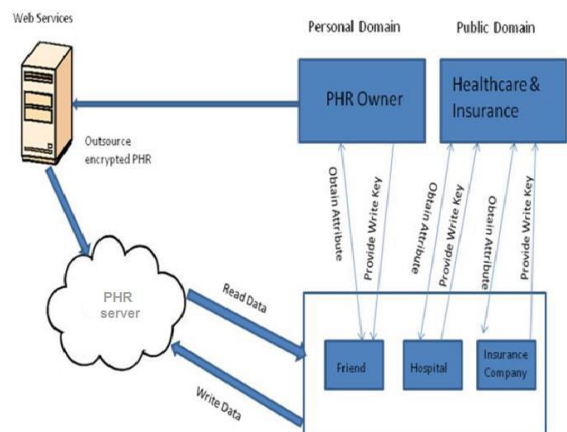 Web Services
Personal Domain
Public Domain
PHR Owner
Healthcare &
Insurance
Outsource
encrypted PHR
Obtain Attribute
Provide Write Key
Obtain Attribute
Provide Write Key
Obtain Attribute
Provide Write Key
PHR
server
Read Data
Write Data
Friend
Hospital
Insurance
Company